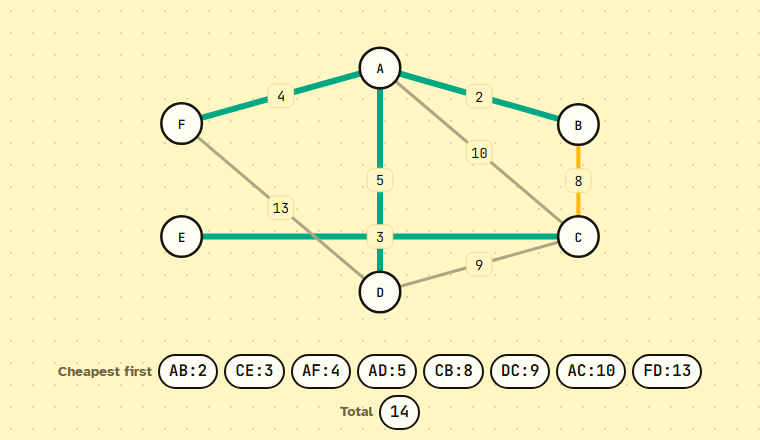 A
4
2
F
B
10
5
8
13
E
3
C
9
D
Cheapest first AB:2 CE:3 AF:4 AD:5 CB:8 DC:9 AC:10 FD:13
Total 14